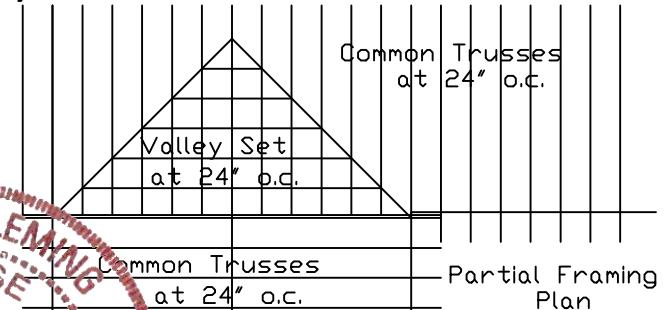 Common Trusses
at 24" o.c.
Valley Set
at 24" o.c.
Common Trusses
at 24" o.c.
Partial Framing
Plan